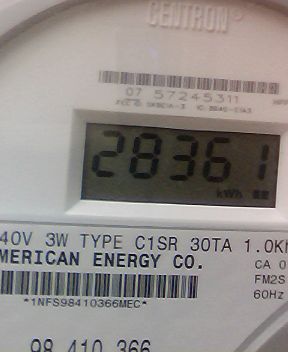 CENTRON®
07 57245311
28361
kWh
40V 3W TYPE C1SR 30TA 1.0Kh
MERICAN ENERGY CO.
CA 0
FM2S
60Hz
*1NFS98410366MEC*
98 410 366